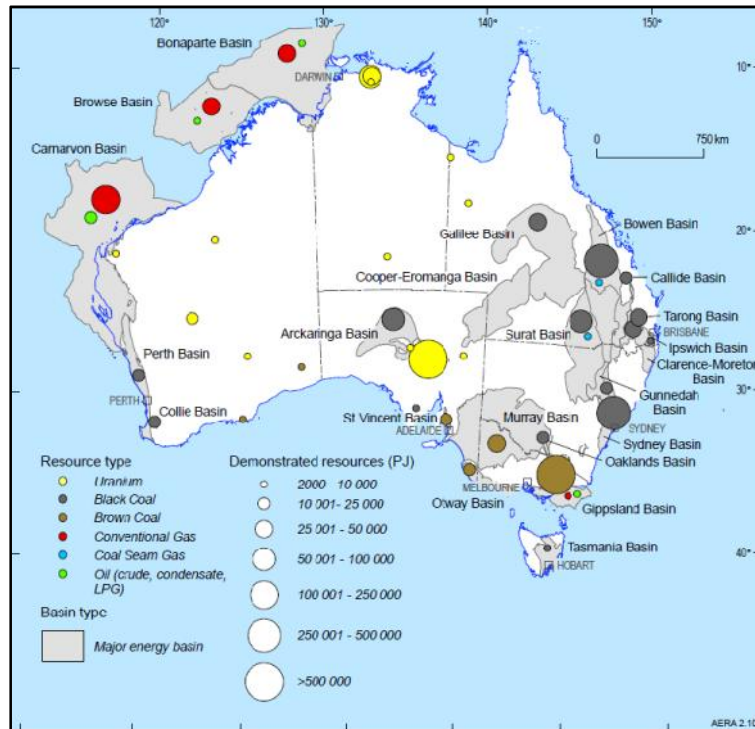 120°
130°
140°
150°
Bonaparte Basin
DARWIN
10°
Browse Basin
0
750 km
Carnarvon Basin
20°
Galilee Basin
Bowen Basin
Cooper-Eromanga Basin
Callide Basin
Arckaringa Basin
Surat Basin
Tarong Basin
BRISBANE
Ipswich Basin
Perth Basin
Clarence-Moreton
Basin
PERTH
Collie Basin
St Vincent Basin
Gunnedah
Basin
30°
ADELAIDE
Murray Basin
SYDNEY
Sydney Basin
Oaklands Basin
MELBOURNE
Otway Basin
Gippsland Basin
Tasmania Basin
40°
HOBART
Resource type
Uranium
Black Coal
Brown Coal
Conventional Gas
Coal Seam Gas
Oil (crude, condensate,
LPG)
Basin type
Major energy basin
Demonstrated resources (PJ)
2000 - 10 000
10 001- 25 000
25 001 - 50 000
50 001 - 100 000
100 001 - 250 000
250 001 - 500 000
>500 000
AERA 2.10